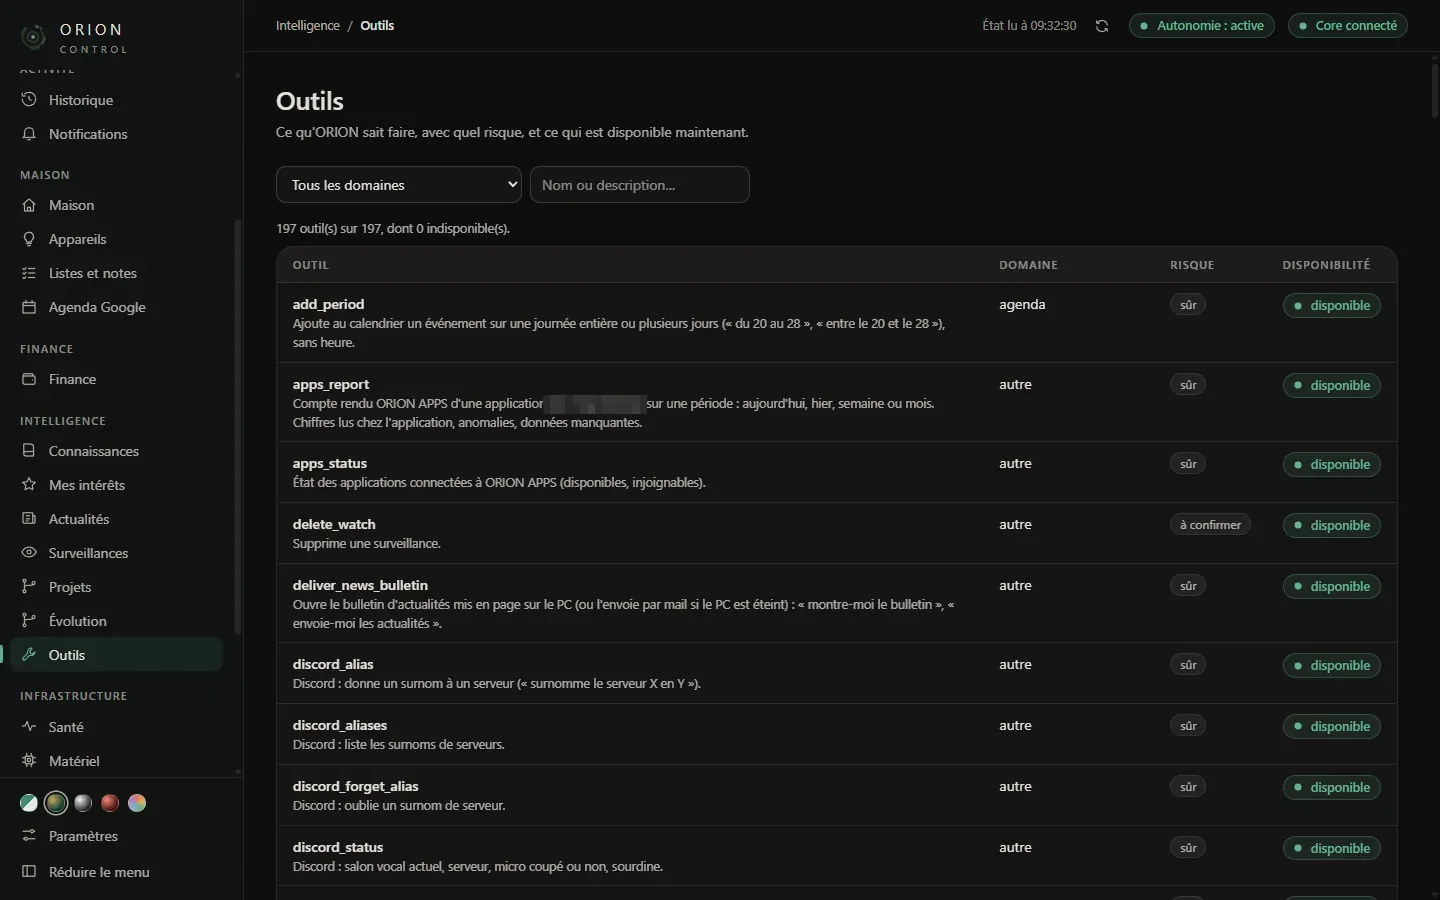 ORION
CONTROL
ACTIVITÉ
Historique
Notifications
MAISON
Maison
Appareils
Listes et notes
Agenda Google
FINANCE
Finance
INTELLIGENCE
Connaissances
Mes intérêts
Actualités
Surveillances
Projets
Évolution
Outils
INFRASTRUCTURE
Santé
Matériel
Paramètres
Réduire le menu
Intelligence / Outils
État lu à 09:32:30
Autonomie : active
Core connecté
Outils
Ce qu'ORION sait faire, avec quel risque, et ce qui est disponible maintenant.
Tous les domaines
Nom ou description...
197 outil(s) sur 197, dont 0 indisponible(s).
OUTIL DOMAINE RISQUE DISPONIBILITÉ
add_period agenda sûr disponible
Ajoute au calendrier un événement sur une journée entière ou plusieurs jours (« du 20 au 28 », « entre le 20 et le 28 »),
sans heure.
apps_report autre sûr disponible
Compte rendu ORION APPS d'une application sur une période : aujourd'hui, hier, semaine ou mois.
Chiffres lus chez l'application, anomalies, données manquantes.
apps_status autre sûr disponible
État des applications connectées à ORION APPS (disponibles, injoignables).
delete_watch autre à confirmer disponible
Supprime une surveillance.
deliver_news_bulletin autre sûr disponible
Ouvre le bulletin d'actualités mis en page sur le PC (ou l'envoie par mail si le PC est éteint) : « montre-moi le bulletin », «
envoie-moi les actualités ».
discord_alias autre sûr disponible
Discord : donne un surnom à un serveur (« surnomme le serveur X en Y »).
discord_aliases autre sûr disponible
Discord : liste les surnoms de serveurs.
discord_forget_alias autre sûr disponible
Discord : oublie un surnom de serveur.
discord_status autre sûr disponible
Discord : salon vocal actuel, serveur, micro coupé ou non, sourdine.